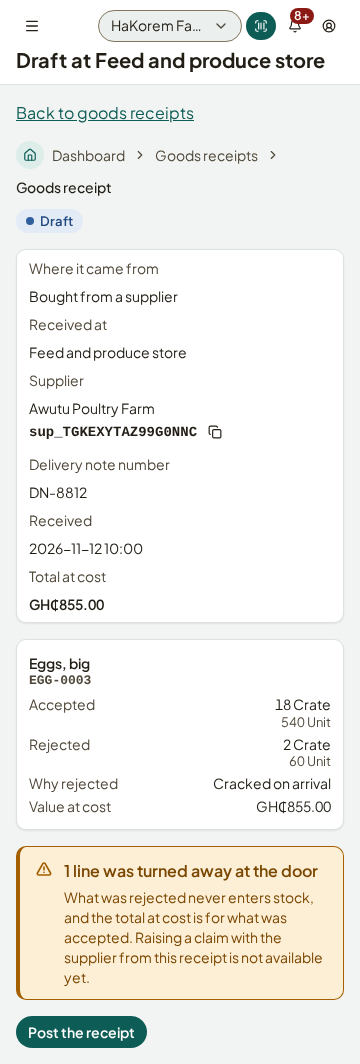 HaKorem Fa...
8+
Draft at Feed and produce store
Back to goods receipts
Dashboard > Goods receipts >
Goods receipt
Draft
Where it came from
Bought from a supplier
Received at
Feed and produce store
Supplier
Awutu Poultry Farm
sup_TGKEXYTAZ99G0NNC
Delivery note number
DN-8812
Received
2026-11-12 10:00
Total at cost
GH₵855.00
Eggs, big
EGG-0003
Accepted 18 Crate
540 Unit
Rejected 2 Crate
60 Unit
Why rejected Cracked on arrival
Value at cost GH₵855.00
1 line was turned away at the door
What was rejected never enters stock,
and the total at cost is for what was
accepted. Raising a claim with the
supplier from this receipt is not available
yet.
Post the receipt